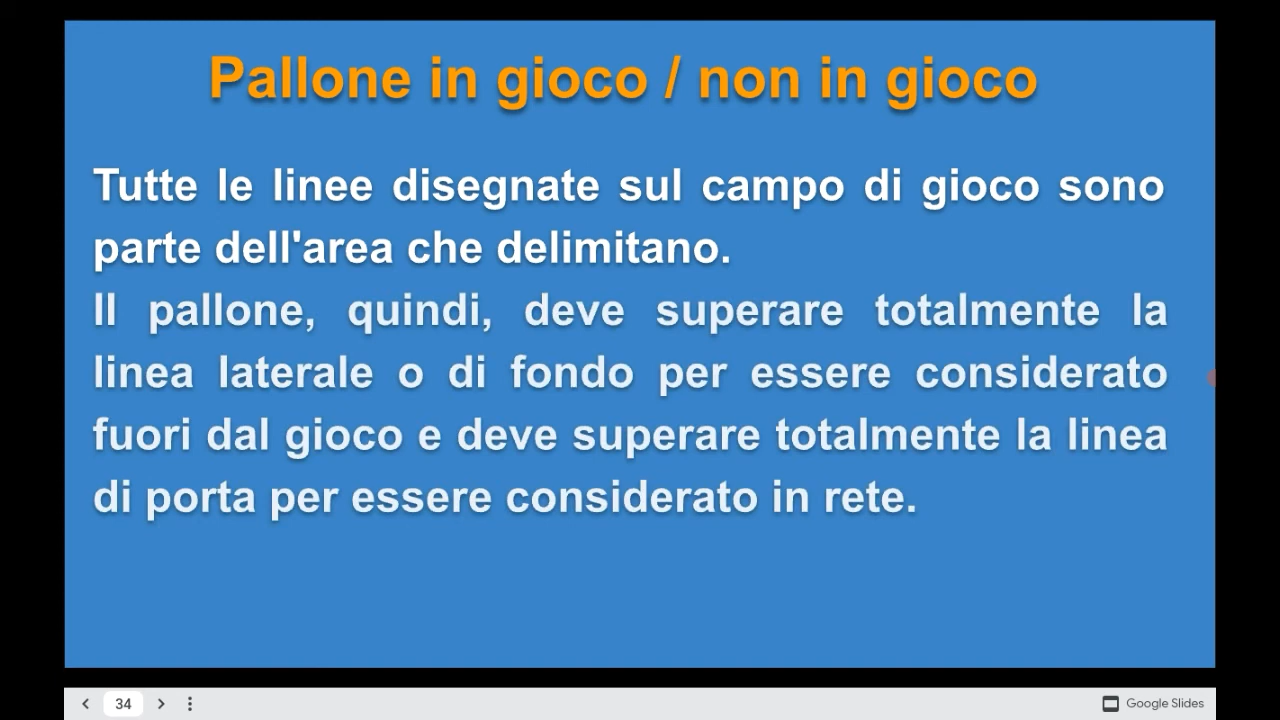 Pallone in gioco / non in gioco
Tutte le linee disegnate sul campo di gioco sono
parte dell'area che delimitano.
Il pallone, quindi, deve superare totalmente la
linea laterale o di fondo per essere considerato
fuori dal gioco e deve superare totalmente la linea
di porta per essere considerato in rete.
34
Google Slides